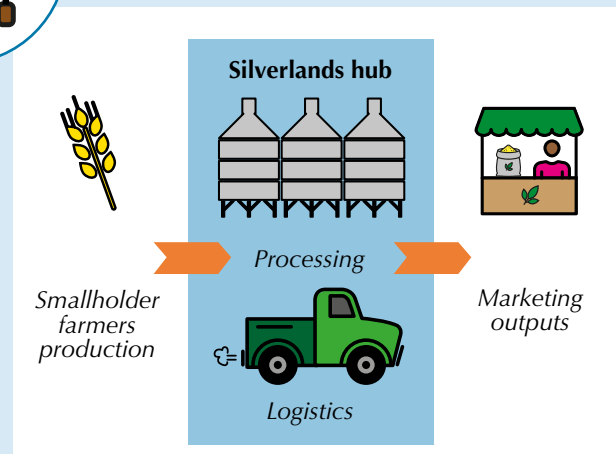 Silverlands hub
Processing
Smallholder
farmers
production
Marketing
outputs
Logistics